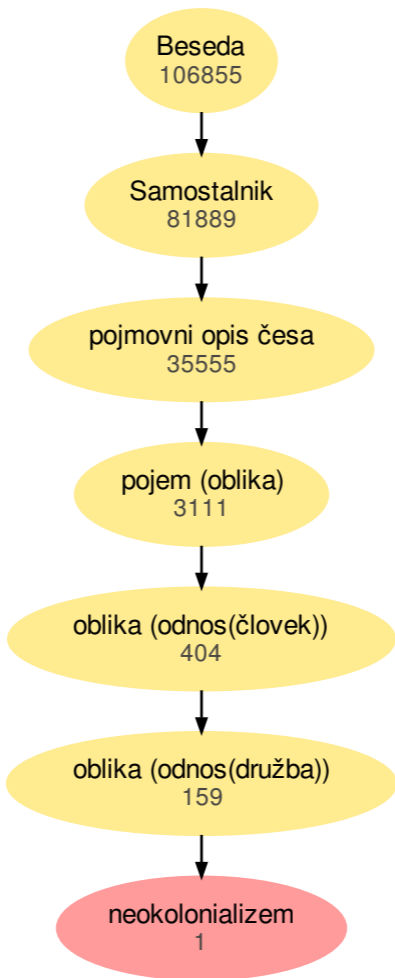 Beseda
106855
Samostalnik
81889
pojmovni opis česa
35555
pojem (oblika)
3111
oblika (odnos(človek))
404
oblika (odnos(družba))
159
neokolonializem
1